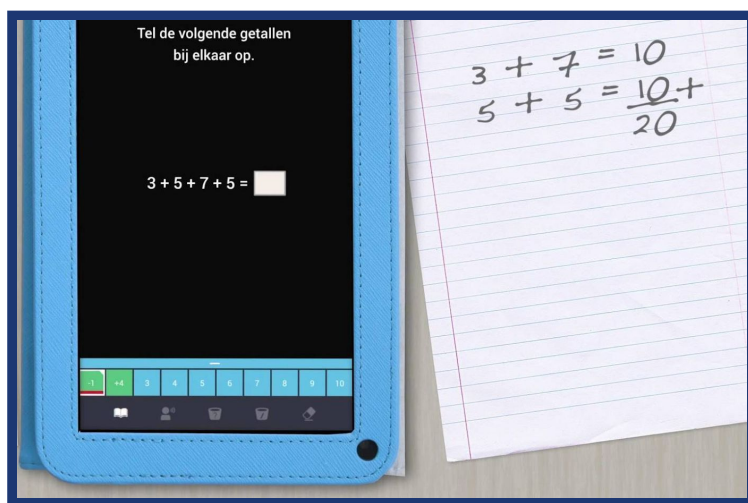 Tel de volgende getallen
bij elkaar op.
3 + 5 + 7 + 5 =
-1 +4 3 4 5 6 7 8 9 10
3 + 7 = 10
5 + 5 = 10 +
20